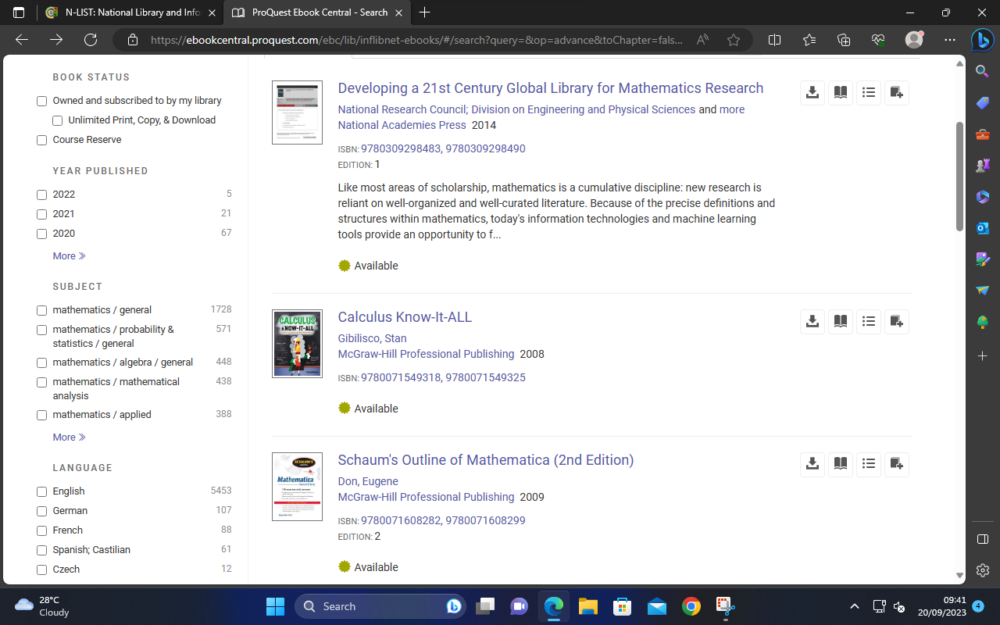 N-LIST: National Library and Info
ProQuest Ebook Central - Search
https://ebookcentral.proquest.com/ebc/lib/inflibnet-ebooks/#/search?query=&op=advance&toChapter=fals...
BOOK STATUS
Owned and subscribed to by my library
Unlimited Print, Copy, & Download
Course Reserve
YEAR PUBLISHED
2022 5
2021 21
2020 67
More »
SUBJECT
mathematics / general 1728
mathematics / probability & 571
statistics / general
mathematics / algebra / general 448
mathematics / mathematical 438
analysis
mathematics / applied 388
More »
LANGUAGE
English 5453
German 107
French 88
Spanish; Castilian 61
Czech 12
Developing a 21st Century Global Library for Mathematics Research
National Research Council; Division on Engineering and Physical Sciences and more
National Academies Press 2014
ISBN: 9780309298483, 9780309298490
EDITION: 1
Like most areas of scholarship, mathematics is a cumulative discipline: new research is
reliant on well-organized and well-curated literature. Because of the precise definitions and
structures within mathematics, today's information technologies and machine learning
tools provide an opportunity to f...
Available
CALCULUS
KNOW-IT-ALL
Calculus Know-It-ALL
Gibilisco, Stan
McGraw-Hill Professional Publishing 2008
ISBN: 9780071549318, 9780071549325
Available
SCHAUM'S
Mathematica
Schaum's Outline of Mathematica (2nd Edition)
Don, Eugene
McGraw-Hill Professional Publishing 2009
ISBN: 9780071608282, 9780071608299
EDITION: 2
Available
28°C
Cloudy
Search
09:41
20/09/2023
4